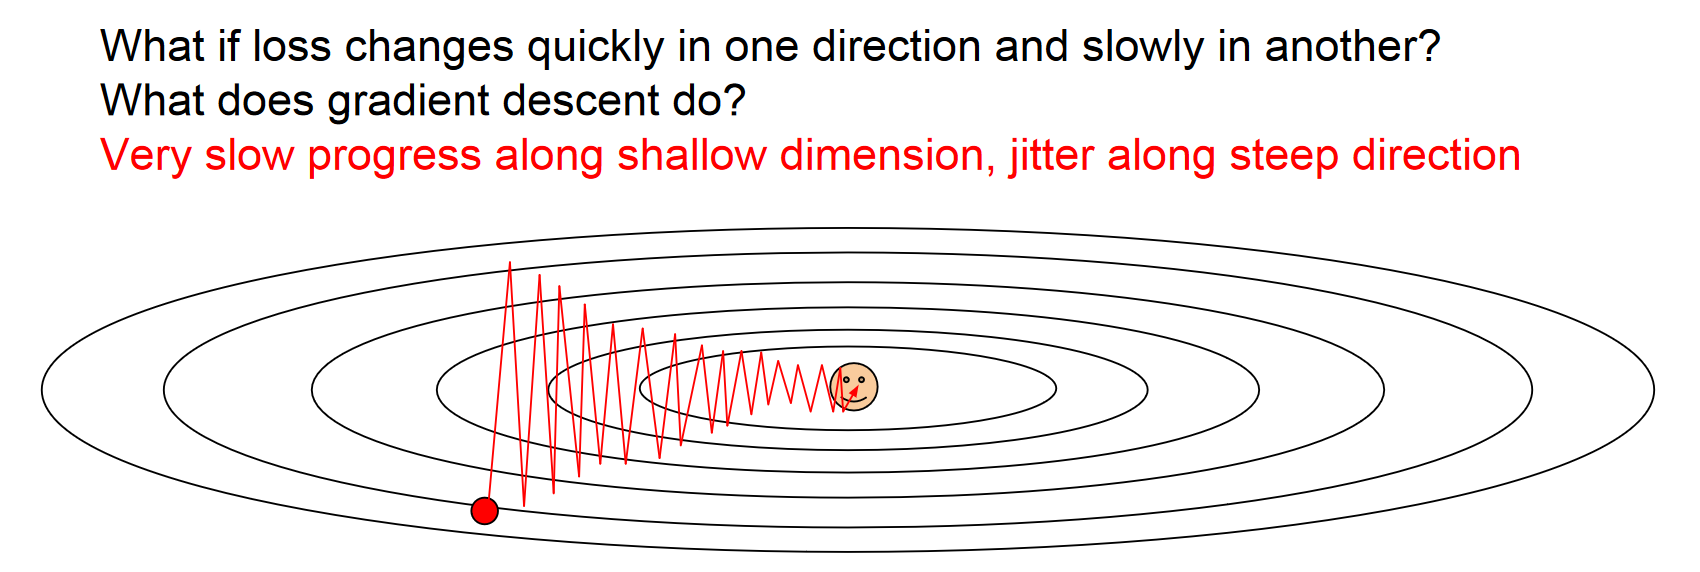 What if loss changes quickly in one direction and slowly in another?
What does gradient descent do?
Very slow progress along shallow dimension, jitter along steep direction